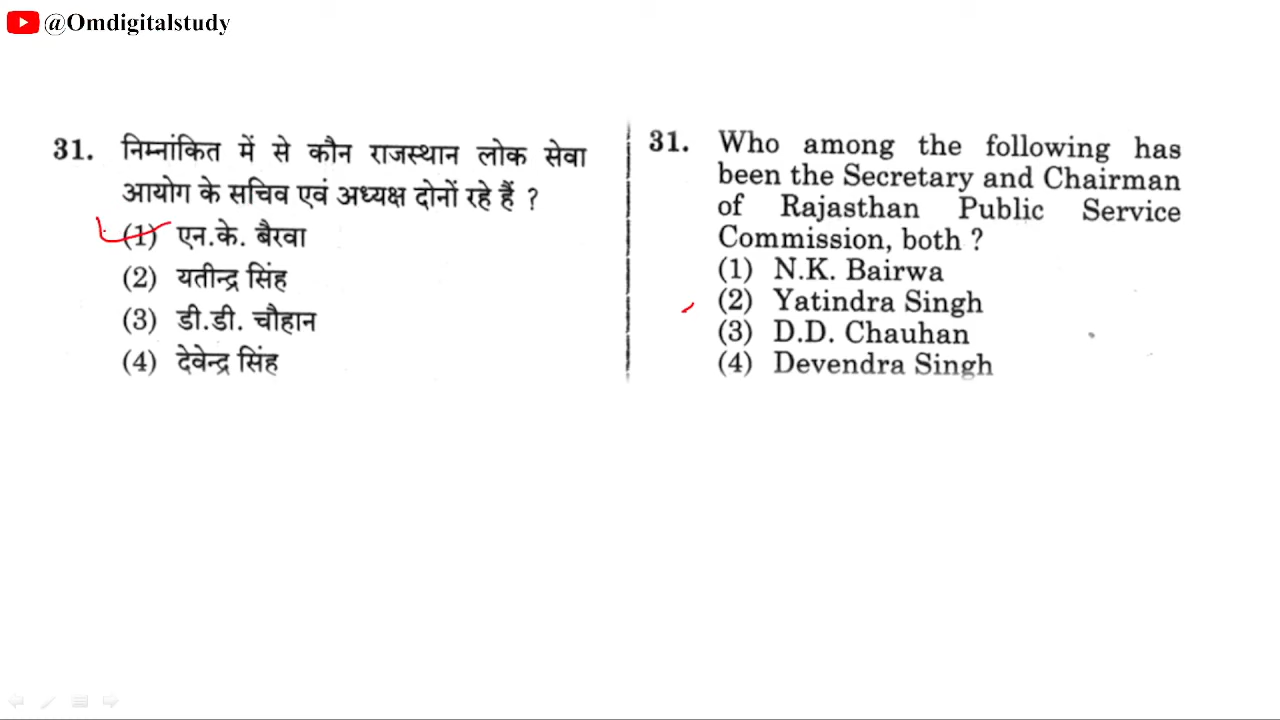 @Omdigitalstudy
31. निम्नांकित में से कौन राजस्थान लोक सेवा
आयोग के सचिव एवं अध्यक्ष दोनों रहे हैं ?
(1) एन.के. बैरवा
(2) यतीन्द्र सिंह
(3) डी.डी. चौहान
(4) देवेन्द्र सिंह
31. Who among the following has
been the Secretary and Chairman
of Rajasthan Public Service
Commission, both ?
(1) N.K. Bairwa
(2) Yatindra Singh
(3) D.D. Chauhan
(4) Devendra Singh